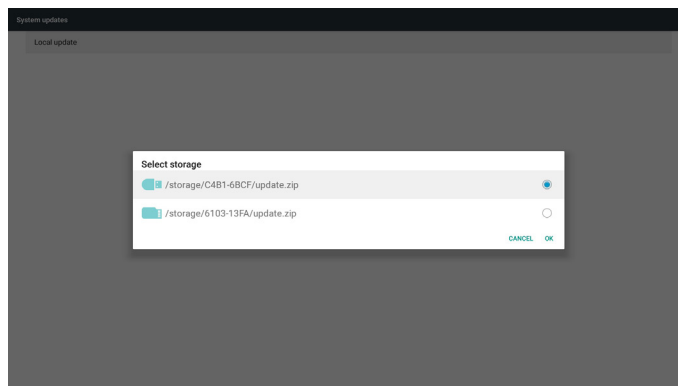 System updates
Local update
Select storage
/storage/C4B1-6BCF/update.zip
/storage/6103-13FA/update.zip
CANCEL OK